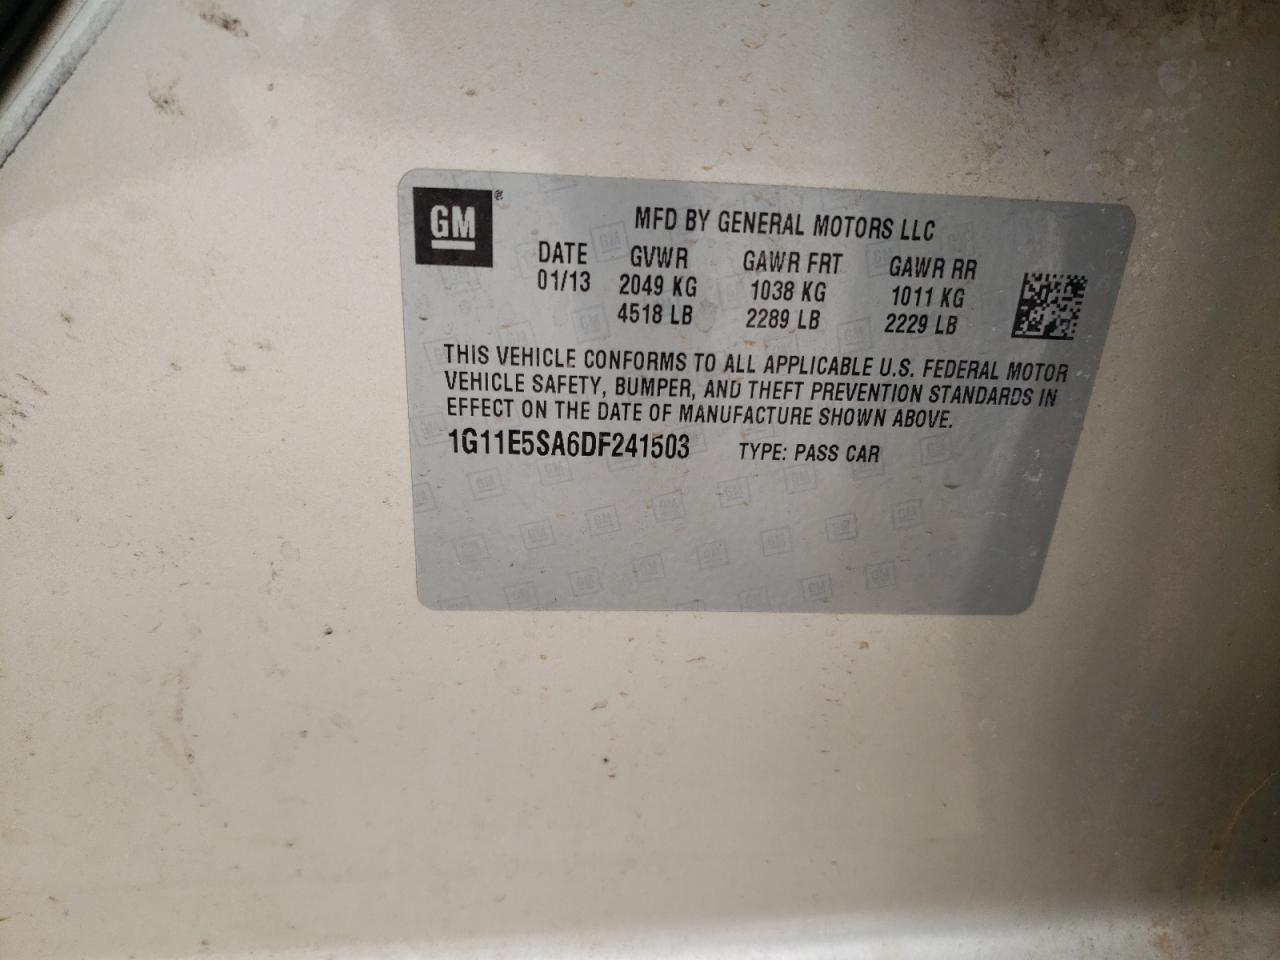 GM ®
MFD BY GENERAL MOTORS LLC
DATE GVWR GAWR FRT GAWR RR
01/13 2049 KG 1038 KG 1011 KG
4518 LB 2289 LB 2229 LB
THIS VEHICLE CONFORMS TO ALL APPLICABLE U.S. FEDERAL MOTOR
VEHICLE SAFETY, BUMPER, AND THEFT PREVENTION STANDARDS IN
EFFECT ON THE DATE OF MANUFACTURE SHOWN ABOVE.
1G11E5SA6DF241503 TYPE: PASS CAR